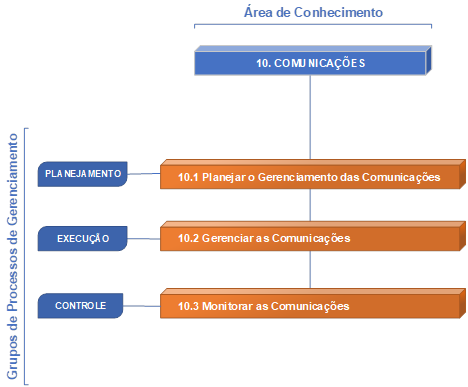 Área de Conhecimento
10. COMUNICAÇÕES
Grupos de Processos de Gerenciamento
PLANEJAMENTO
10.1 Planejar o Gerenciamento das Comunicações
EXECUÇÃO
10.2 Gerenciar as Comunicações
CONTROLE
10.3 Monitorar as Comunicações